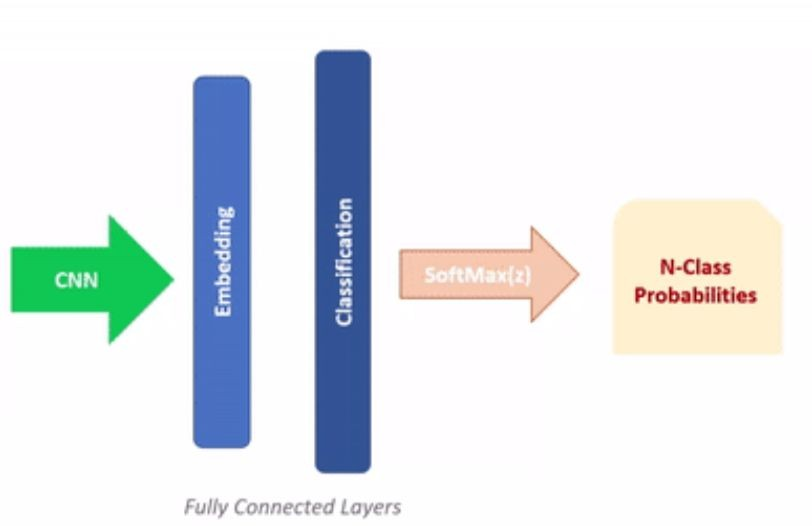 CNN
Embedding
Classification
SoftMax(z)
N-Class
Probabilities
Fully Connected Layers